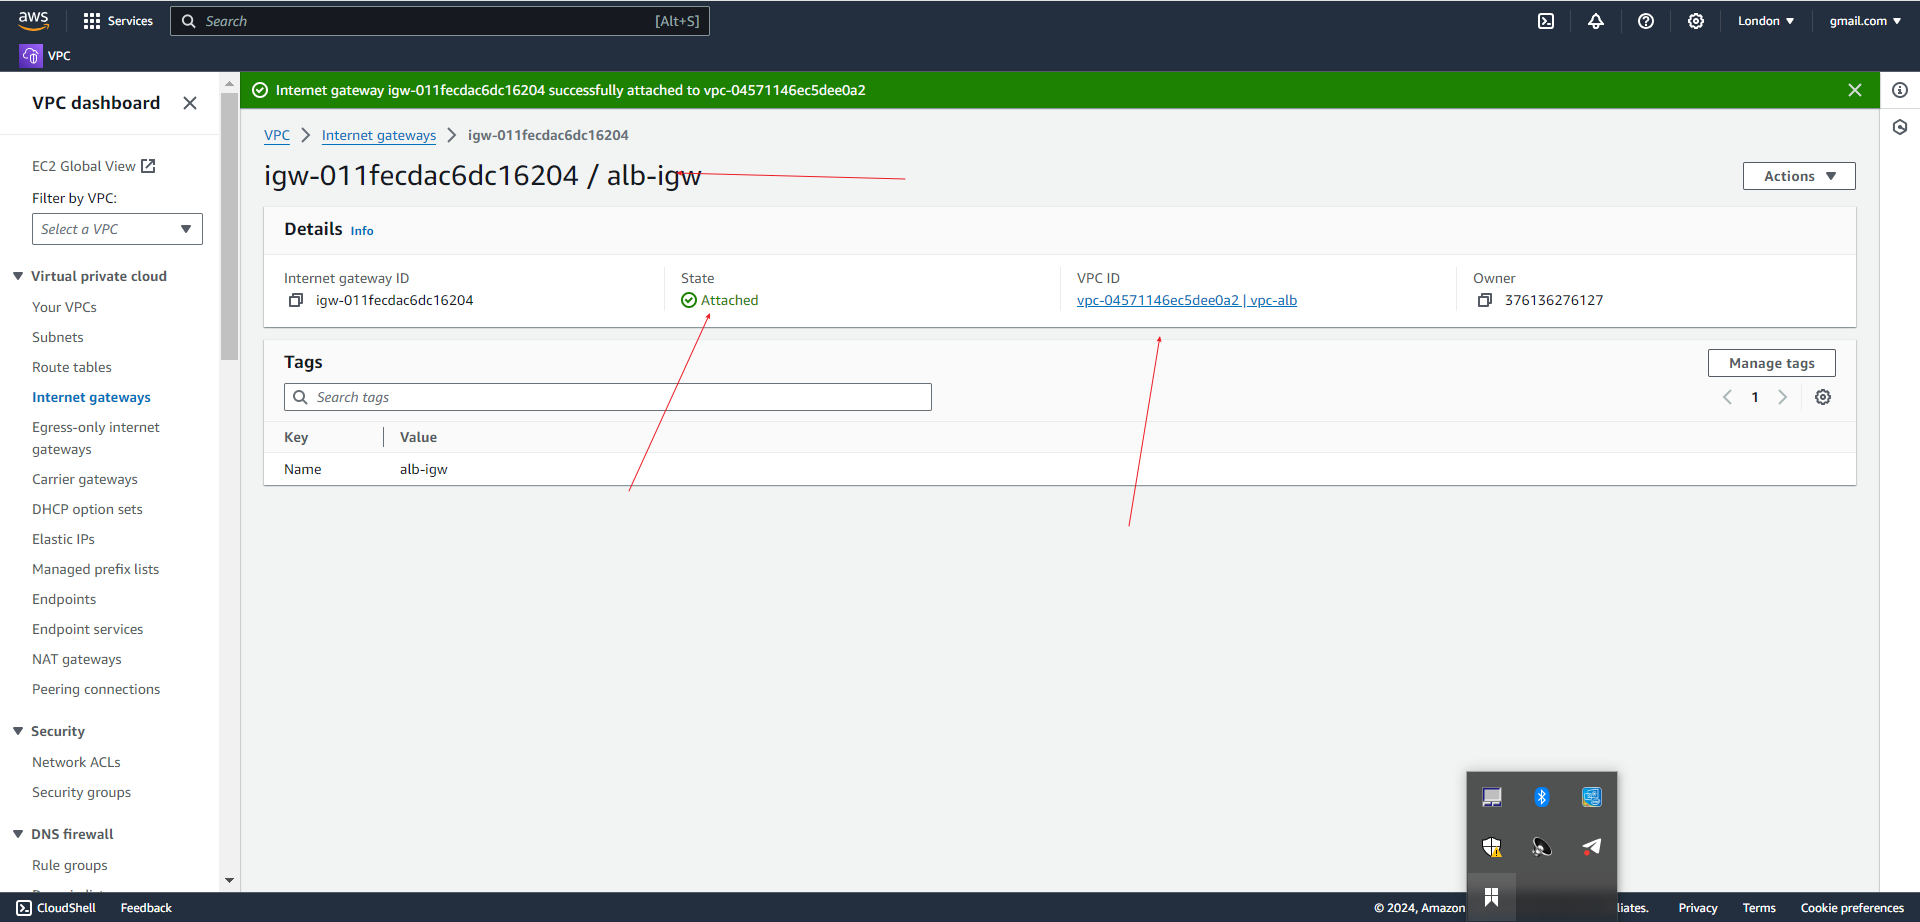 aws
Services
Search
[Alt+S]
London
gmail.com
VPC
VPC dashboard
EC2 Global View
Filter by VPC:
Select a VPC
Virtual private cloud
Your VPCs
Subnets
Route tables
Internet gateways
Egress-only internet
gateways
Carrier gateways
DHCP option sets
Elastic IPs
Managed prefix lists
Endpoints
Endpoint services
NAT gateways
Peering connections
Security
Network ACLs
Security groups
DNS firewall
Rule groups
Internet gateway igw-011fecdac6dc16204 successfully attached to vpc-04571146ec5dee0a2
VPC
Internet gateways
igw-011fecdac6dc16204
igw-011fecdac6dc16204 / alb-igw
Actions
Details Info
Internet gateway ID
igw-011fecdac6dc16204
State
Attached
VPC ID
vpc-04571146ec5dee0a2 | vpc-alb
Owner
376136276127
Tags
Manage tags
Search tags
1
Key
Value
Name
alb-igw
CloudShell
Feedback
© 2024, Amazon
liates.
Privacy
Terms
Cookie preferences